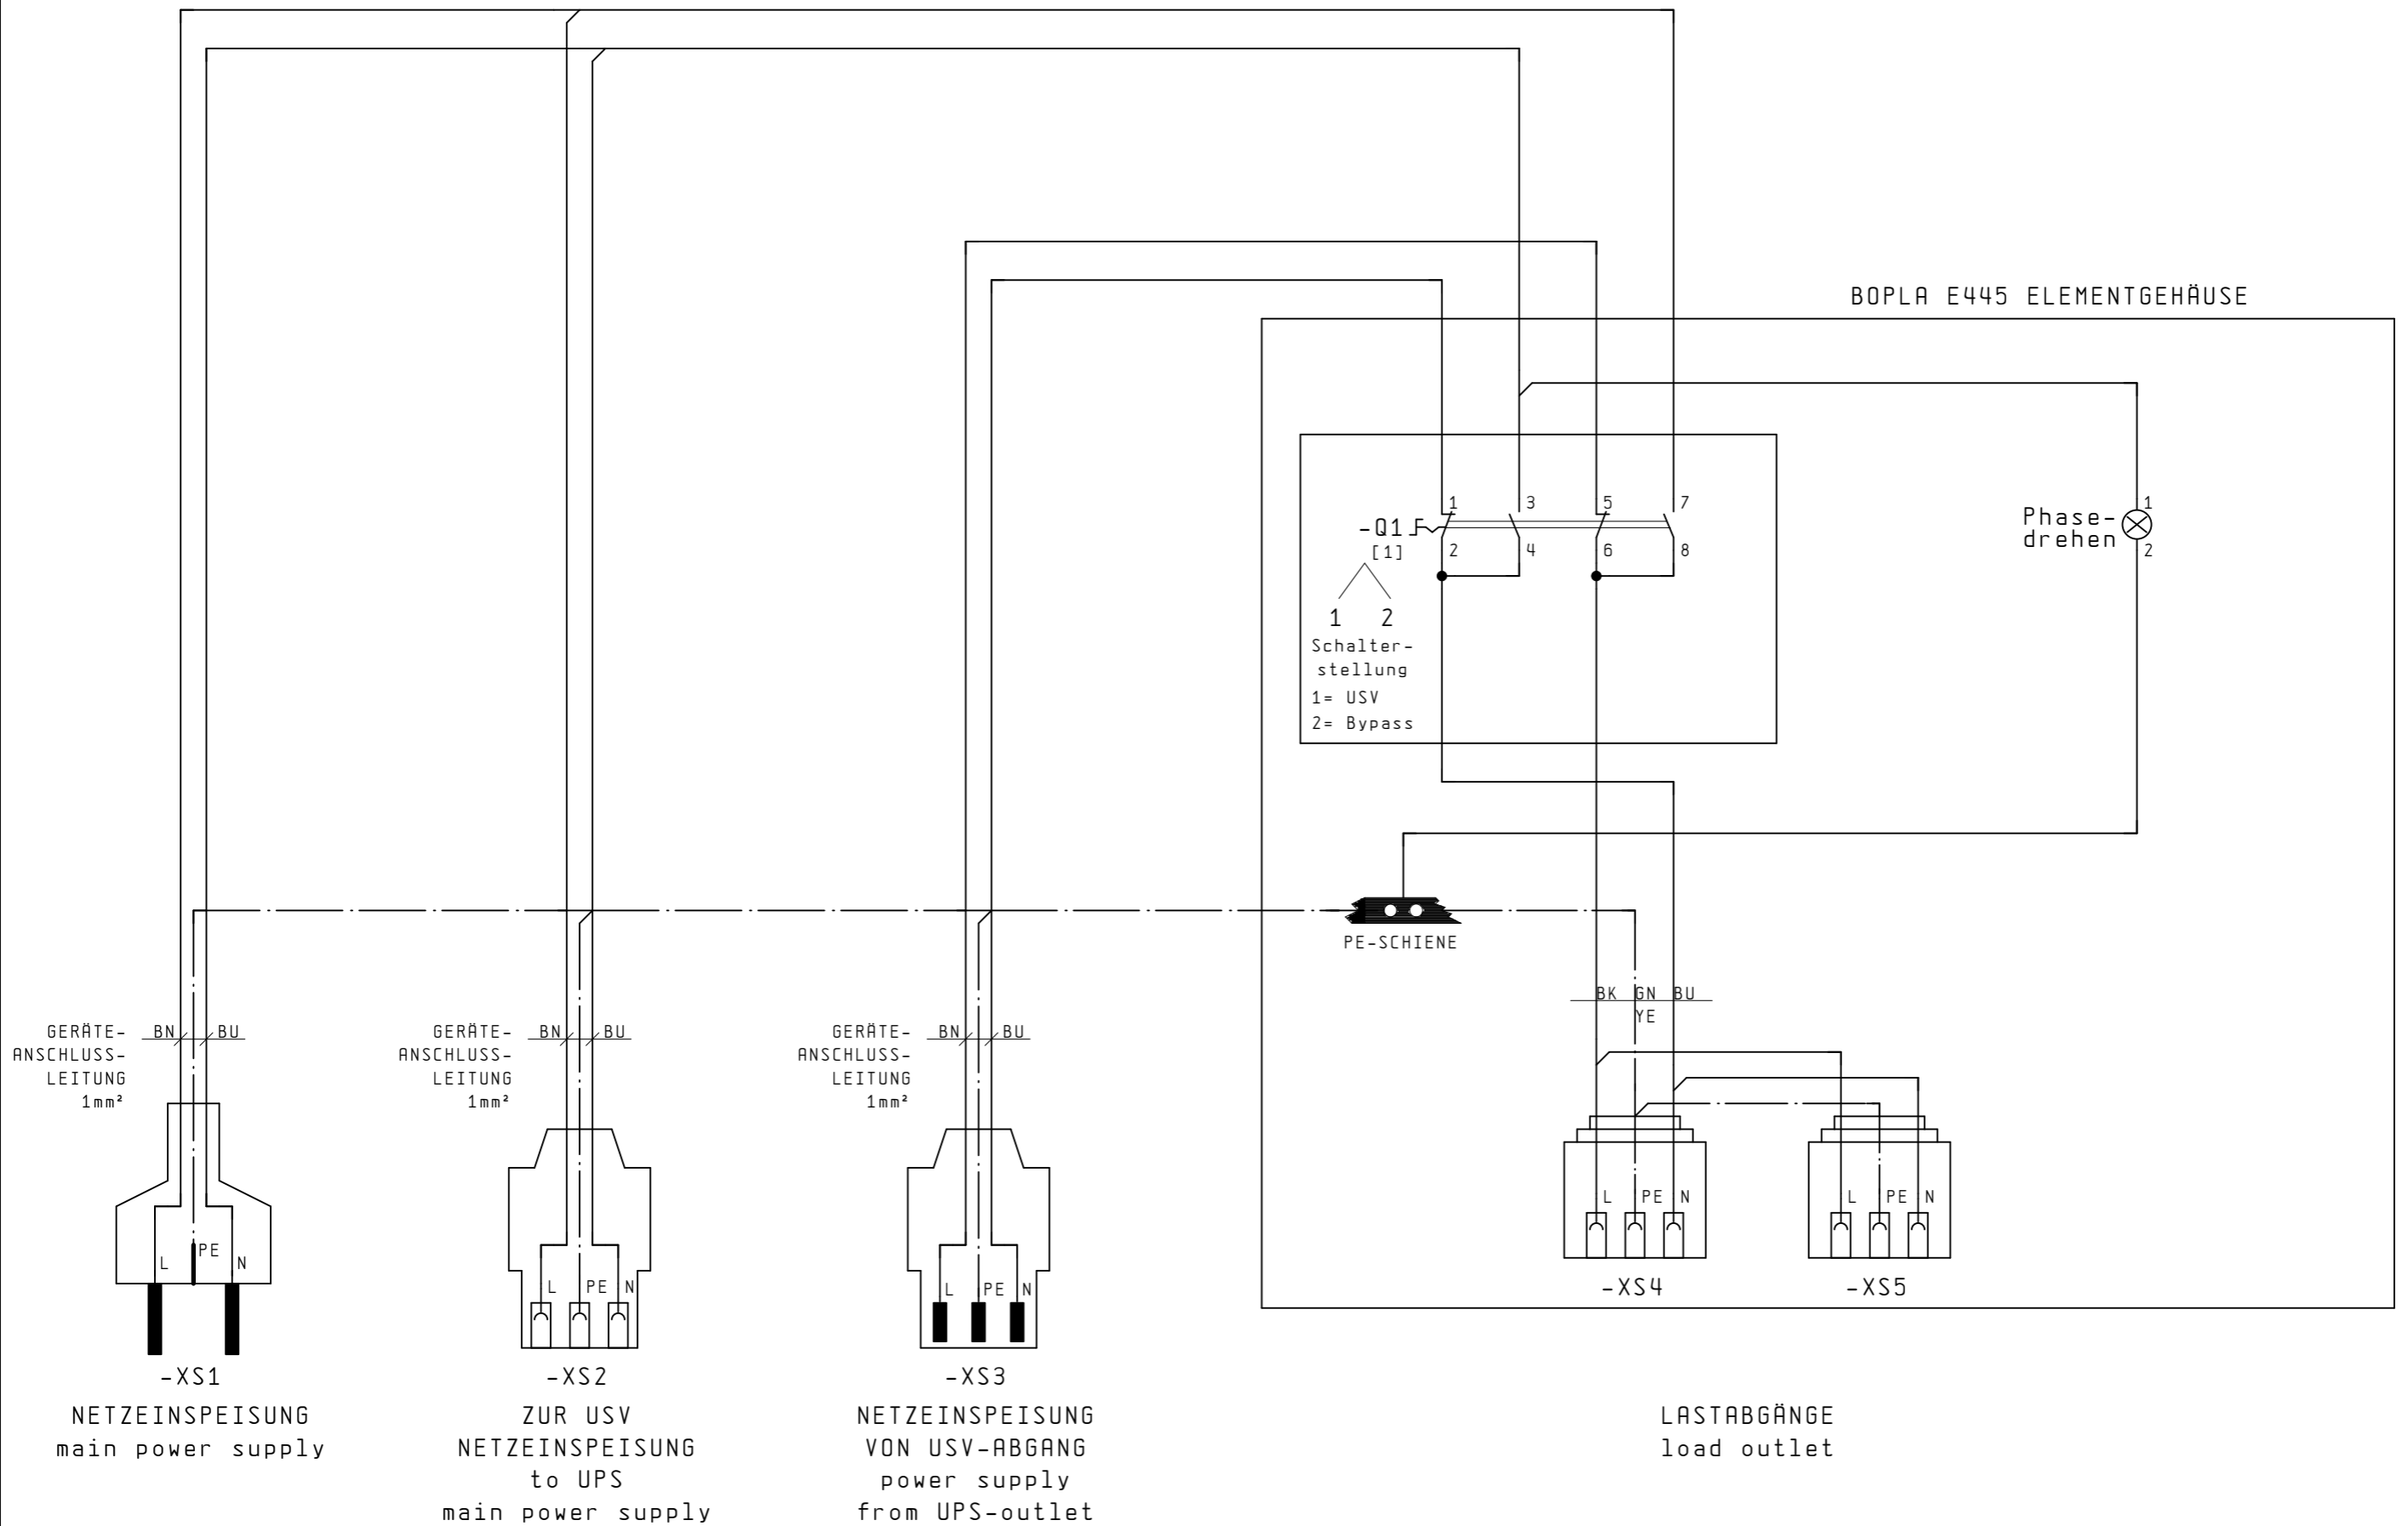 BOPLA E445 ELEMENTGEHÄUSE
1 3 5 7
-Q1
[1]
2 4 6 8
1 2
Schalter-
stellung
1= USV
2= Bypass
Phase-
drehen
1
2
PE-SCHIENE
BK GN BU
YE
GERÄTE-
ANSCHLUSS-
LEITUNG
1mm²
BN BU
GERÄTE-
ANSCHLUSS-
LEITUNG
1mm²
BN BU
GERÄTE-
ANSCHLUSS-
LEITUNG
1mm²
BN BU
L PE N
L PE N
L PE N
L PE N
L PE N
-XS4
-XS5
-XS1
NETZEINSPEISUNG
main power supply
-XS2
ZUR USV
NETZEINSPEISUNG
to UPS
main power supply
-XS3
NETZEINSPEISUNG
VON USV-ABGANG
power supply
from UPS-outlet
LASTABGÄNGE
load outlet